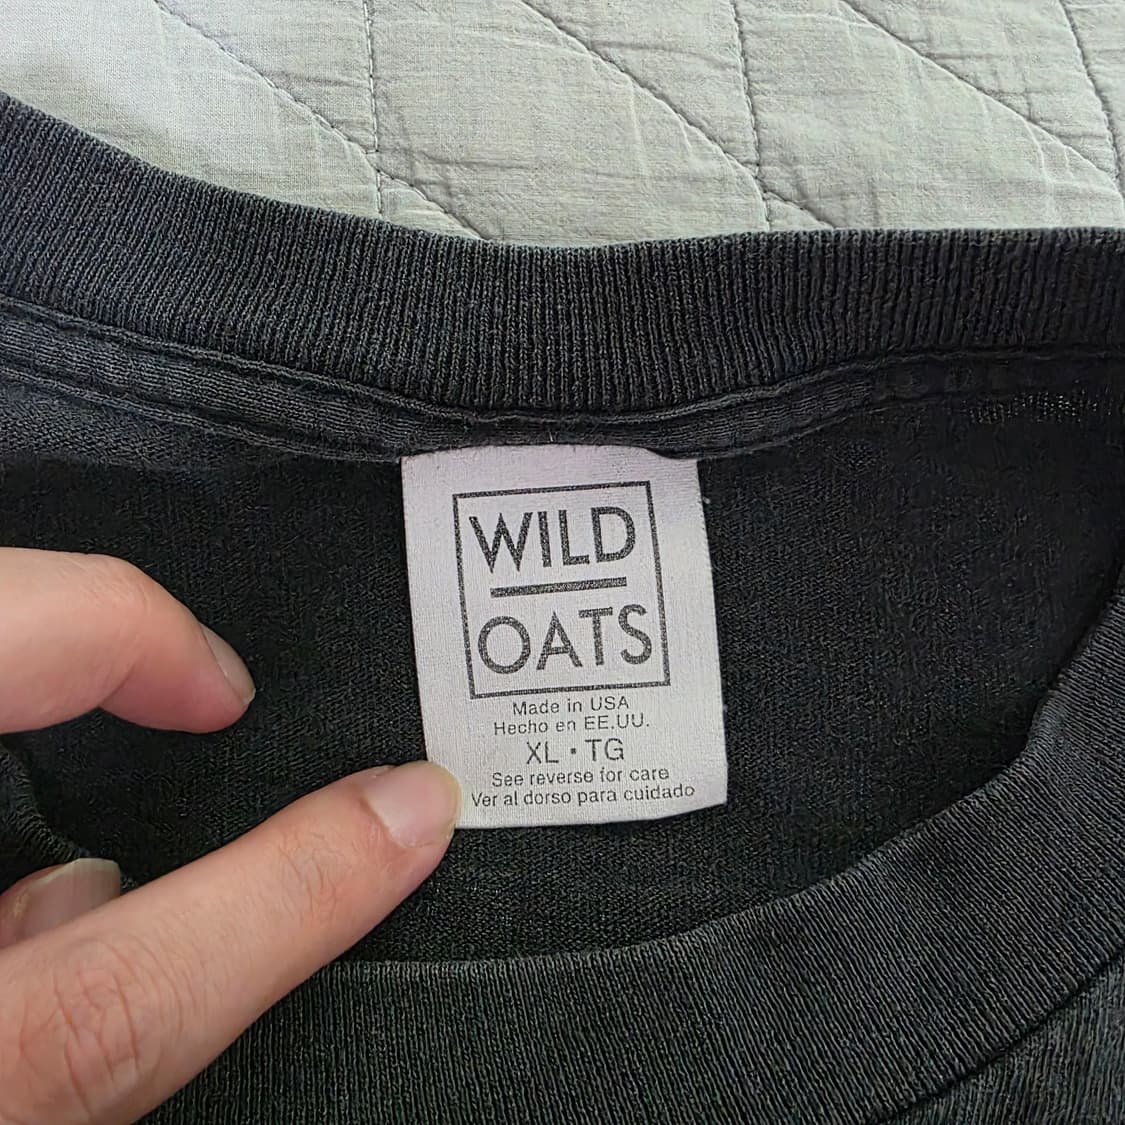 WILD
OATS
Made in USA
Hecho en EE.UU.
XL · TG
See reverse for care
Ver al dorso para cuidado